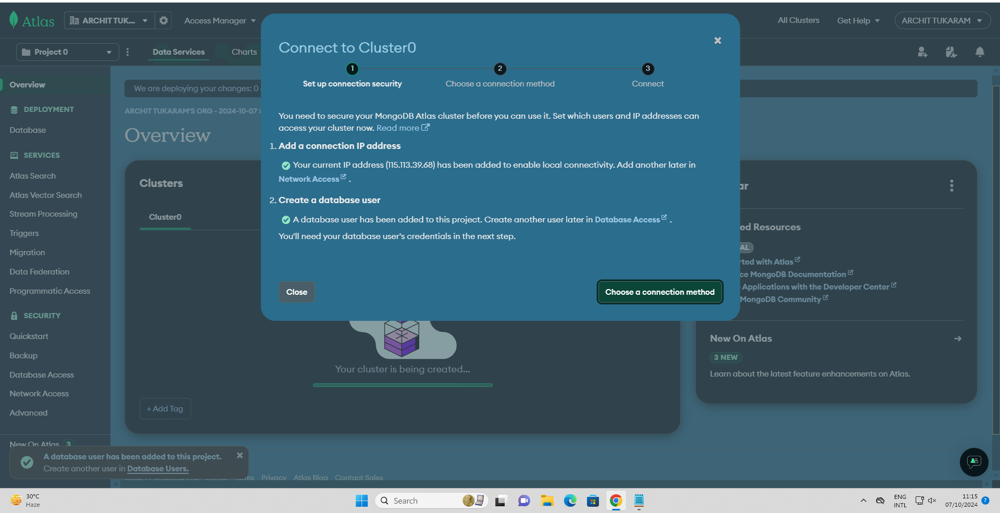 Atlas
ARCHIT TUK...
Access Manager
All Clusters
Get Help
ARCHIT TUKARAM
Project 0
Data Services
Charts
Overview
DEPLOYMENT
Database
SERVICES
Atlas Search
Atlas Vector Search
Stream Processing
Triggers
Migration
Data Federation
Programmatic Access
SECURITY
Quickstart
Backup
Database Access
Network Access
Advanced
New On Atlas 3
We are deploying your changes: 0
ARCHIT TUKARAM'S ORG - 2024-10-07 >
Overview
Clusters
Cluster0
Your cluster is being created...
+ Add Tag
Connect to Cluster0
1
Set up connection security
2
Choose a connection method
3
Connect
You need to secure your MongoDB Atlas cluster before you can use it. Set which users and IP addresses can
access your cluster now. Read more
1. Add a connection IP address
Your current IP address (115.113.39.68) has been added to enable local connectivity. Add another later in
Network Access .
2. Create a database user
A database user has been added to this project. Create another user later in Database Access .
You'll need your database user's credentials in the next step.
Close
Choose a connection method
ar
ed Resources
AL
rted with Atlas
ce MongoDB Documentation
Applications with the Developer Center
MongoDB Community
New On Atlas
3 NEW
Learn about the latest feature enhancements on Atlas.
A database user has been added to this project.
Create another user in Database Users.
Privacy Atlas Blog Contact Sales
30°C
Haze
Search
ENG
INTL
11:15
07/10/2024
7